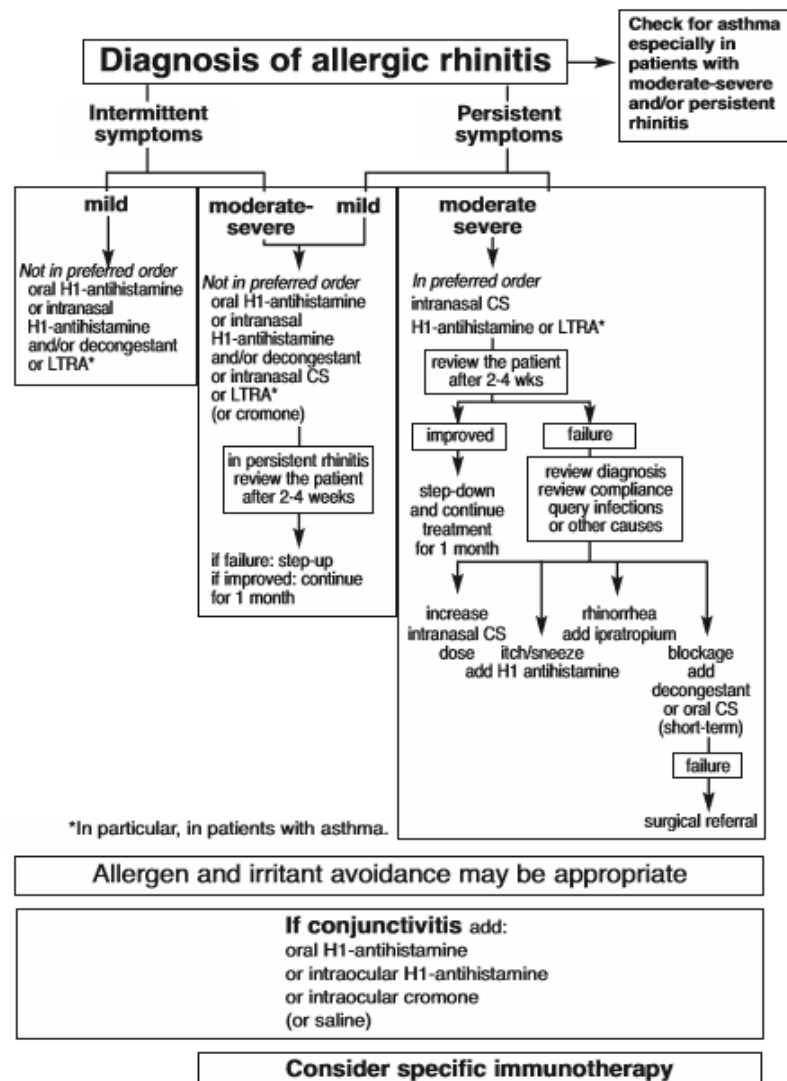 Diagnosis of allergic rhinitis
Check for asthma
especially in
patients with
moderate-severe
and/or persistent
rhinitis
Intermittent
symptoms
Persistent
symptoms
mild
Not in preferred order
oral H1-antihistamine
or intranasal
H1-antihistamine
and/or decongestant
or LTRA*
moderate-
severe
mild
Not in preferred order
oral H1-antihistamine
or intranasal
H1-antihistamine
and/or decongestant
or intranasal CS
or LTRA*
(or cromone)
in persistent rhinitis
review the patient
after 2-4 weeks
if failure: step-up
if improved: continue
for 1 month
moderate
severe
In preferred order
intranasal CS
H1-antihistamine or LTRA*
review the patient
after 2-4 wks
improved
failure
step-down
and continue
treatment
for 1 month
review diagnosis
review compliance
query infections
or other causes
increase
intranasal CS
dose
itch/sneeze
add H1 antihistamine
rhinorrhea
add ipratropium
blockage
add
decongestant
or oral CS
(short-term)
failure
surgical referral
*In particular, in patients with asthma.
Allergen and irritant avoidance may be appropriate
If conjunctivitis add:
oral H1-antihistamine
or intraocular H1-antihistamine
or intraocular cromone
(or saline)
Consider specific immunotherapy